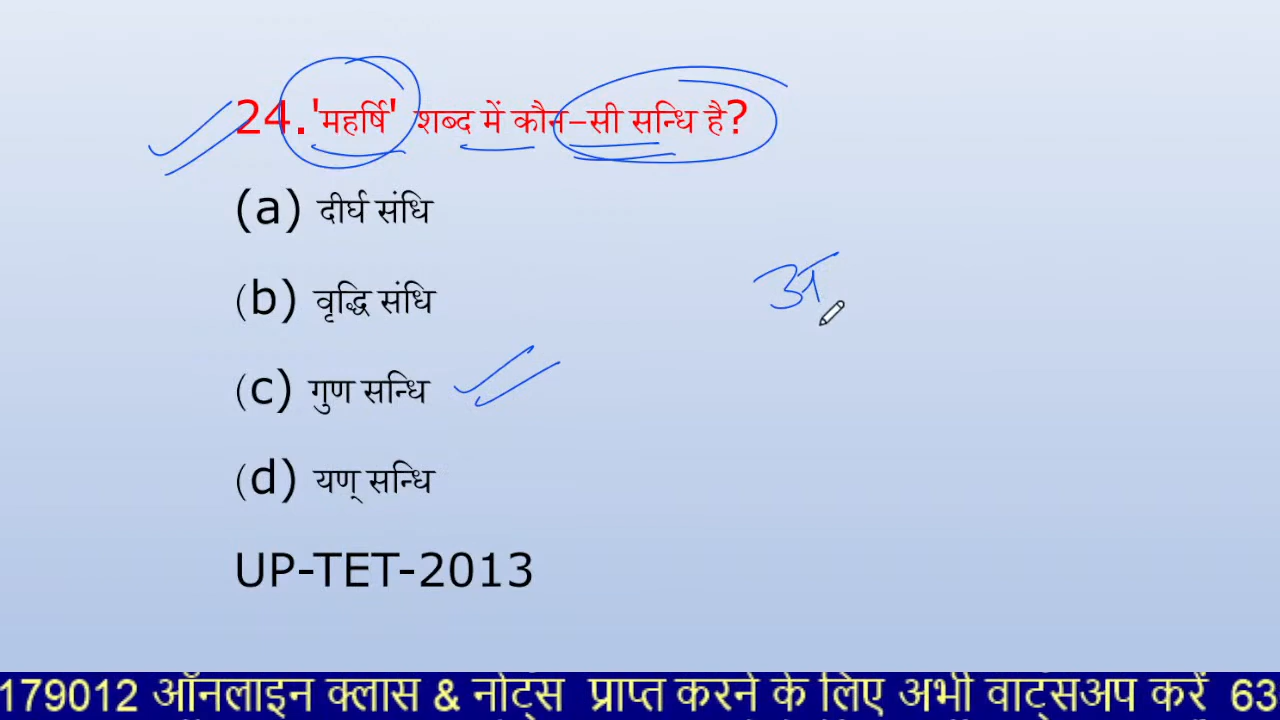 24.'महर्षि' शब्द में कौन-सी सन्धि है?
(a) दीर्घ संधि
(b) वृद्धि संधि
अ
(c) गुण सन्धि
(d) यण् सन्धि
UP-TET-2013
179012 ऑनलाइन क्लास & नोट्स प्राप्त करने के लिए अभी वाट्सअप करें 63